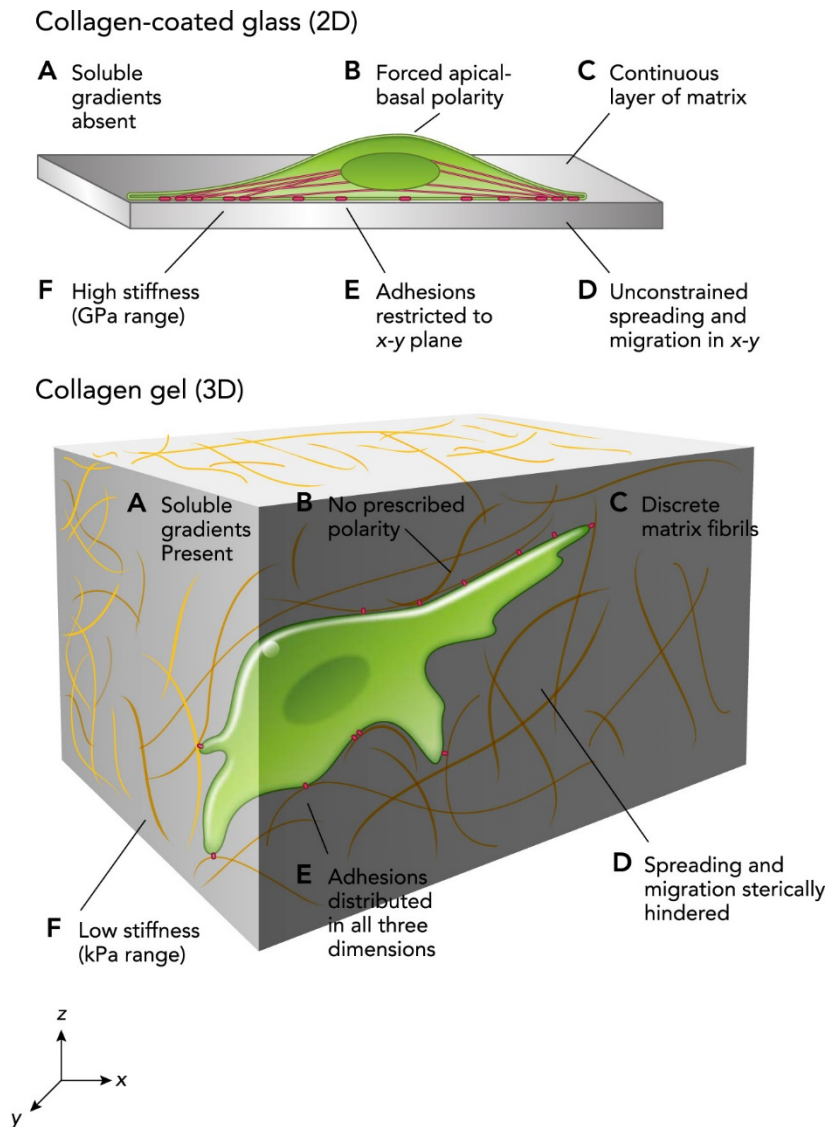 Collagen-coated glass (2D)
A Soluble
gradients
absent
B Forced apical-
basal polarity
C Continuous
layer of matrix
F High stiffness
(GPa range)
E Adhesions
restricted to
x-y plane
D Unconstrained
spreading and
migration in x-y
Collagen gel (3D)
A Soluble
gradients
Present
B No prescribed
polarity
C Discrete
matrix fibrils
E Adhesions
distributed
in all three
dimensions
D Spreading and
migration sterically
hindered
F Low stiffness
(kPa range)
z
x
y